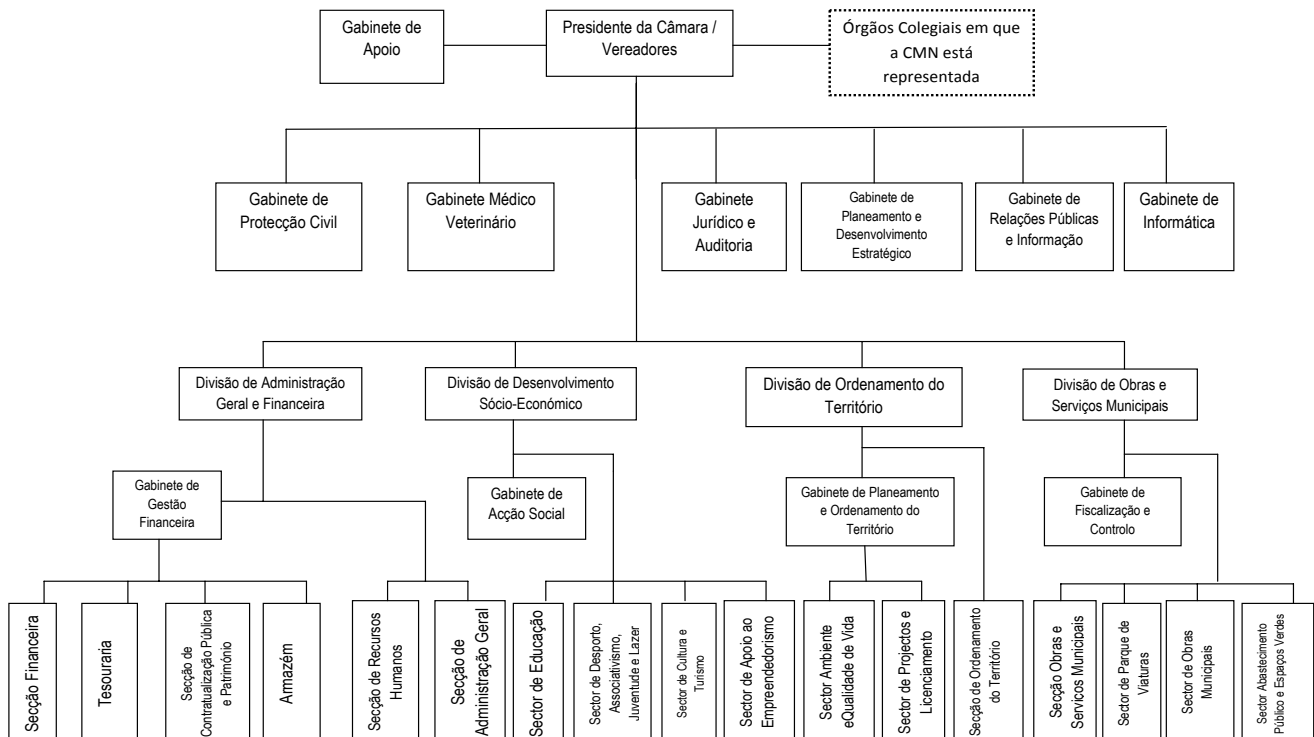 Gabinete de
Apoio
Presidente da Câmara /
Vereadores
Órgãos Colegiais em que
a CMN está
representada
Gabinete de
Protecção Civil
Gabinete Médico
Veterinário
Gabinete
Jurídico e
Auditoria
Gabinete de
Planeamento e
Desenvolvimento
Estratégico
Gabinete de
Relações Públicas
e Informação
Gabinete de
Informática
Divisão de Administração
Geral e Financeira
Divisão de Desenvolvimento
Sócio-Económico
Divisão de Ordenamento do
Território
Divisão de Obras e
Serviços Municipais
Gabinete de
Gestão
Financeira
Gabinete de
Acção Social
Gabinete de Planeamento
e Ordenamento do
Território
Gabinete de
Fiscalização e
Controlo
Secção Financeira
Tesouraria
Secção de
Contratualização Pública
e Património
Armazém
Secção de Recursos
Humanos
Secção de
Administração Geral
Sector de Educação
Sector de Desporto,
Associativismo,
Juventude e Lazer
Sector de Cultura e
Turismo
Sector de Apoio ao
Empreendedorismo
Sector Ambiente
eQualidade de Vida
Sector de Projectos e
Licenciamento
Secção de Ordenamento
do Território
Secção Obras e
Serviços Municipais
Sector de Parque de
Viaturas
Sector de Obras
Municipais
Sector Abastecimento
Público e Espaços Verdes